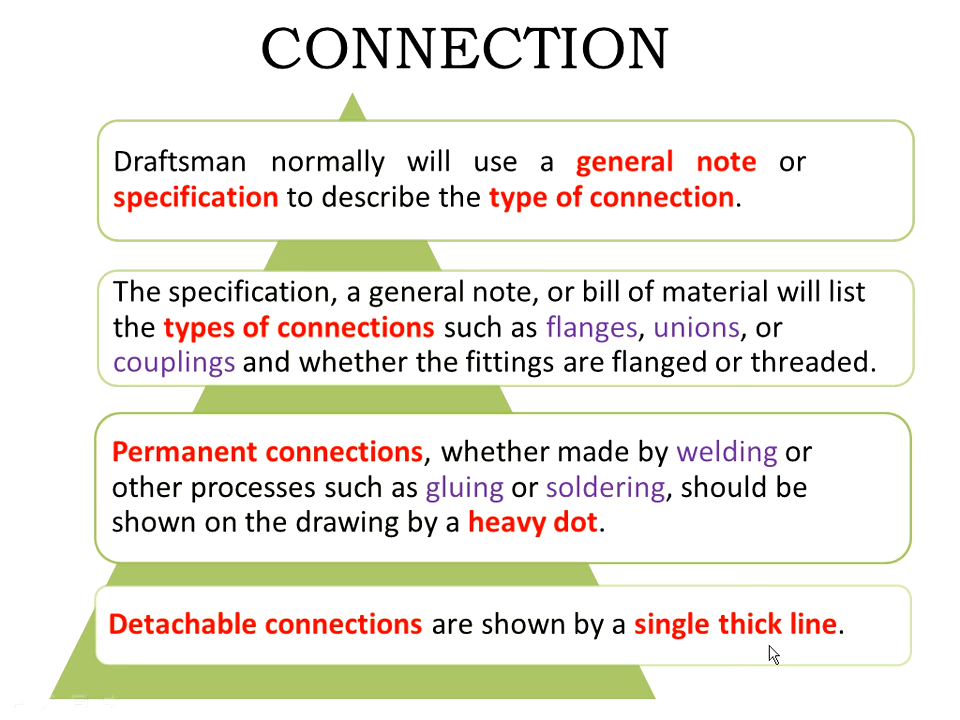 CONNECTION
Draftsman normally will use a general note or
specification to describe the type of connection.
The specification, a general note, or bill of material will list
the types of connections such as flanges, unions, or
couplings and whether the fittings are flanged or threaded.
Permanent connections, whether made by welding or
other processes such as gluing or soldering, should be
shown on the drawing by a heavy dot.
Detachable connections are shown by a single thick line.